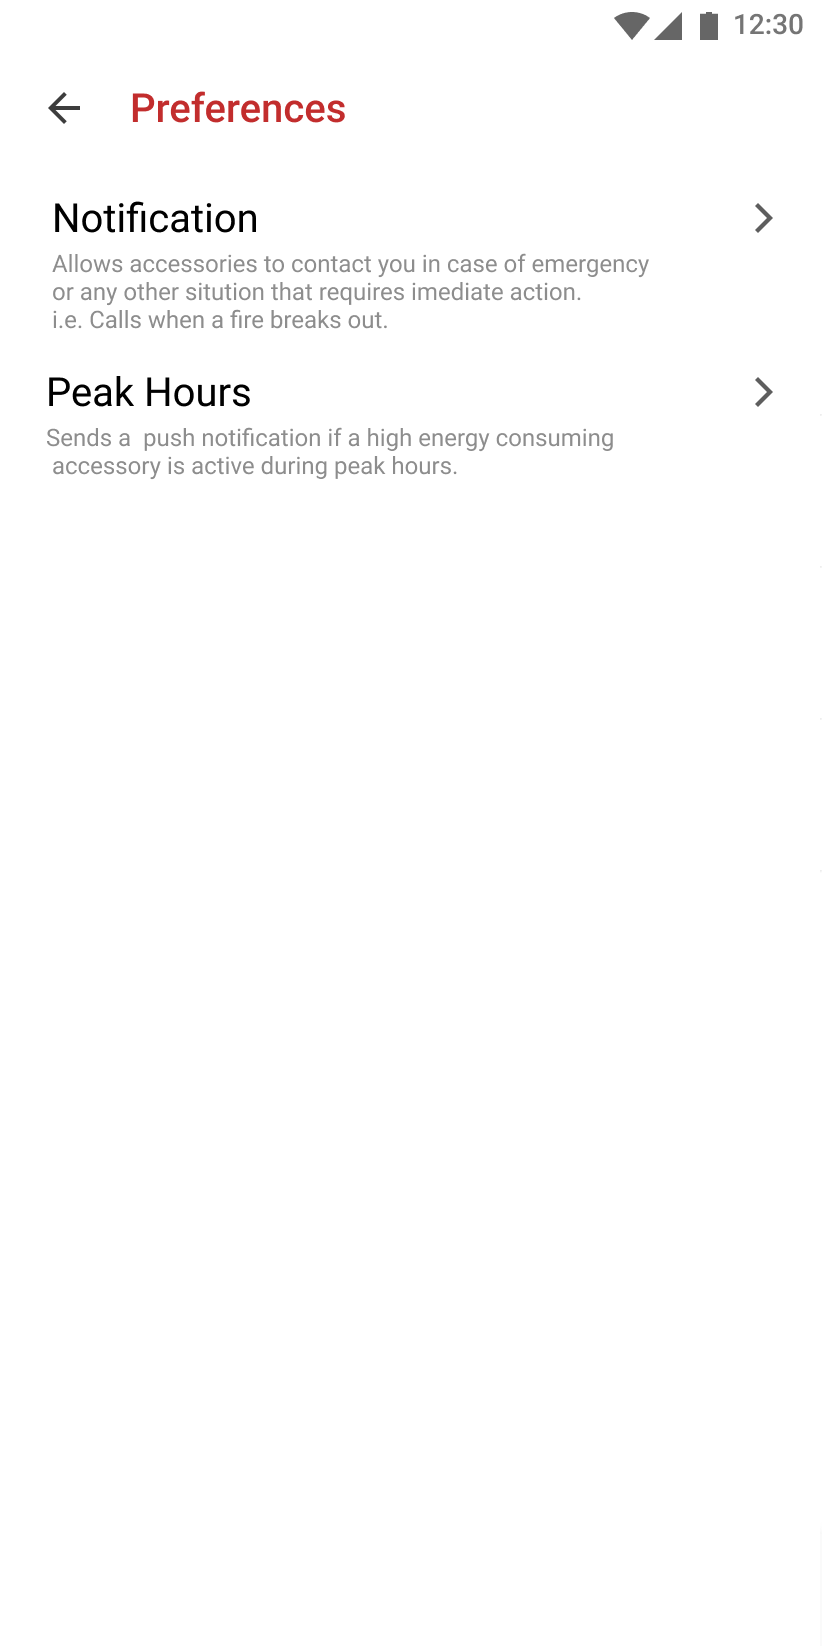 12:30
Preferences
Notification
Allows accessories to contact you in case of emergency
or any other sitution that requires imediate action.
i.e. Calls when a fire breaks out.
Peak Hours
Sends a  push notification if a high energy consuming
accessory is active during peak hours.